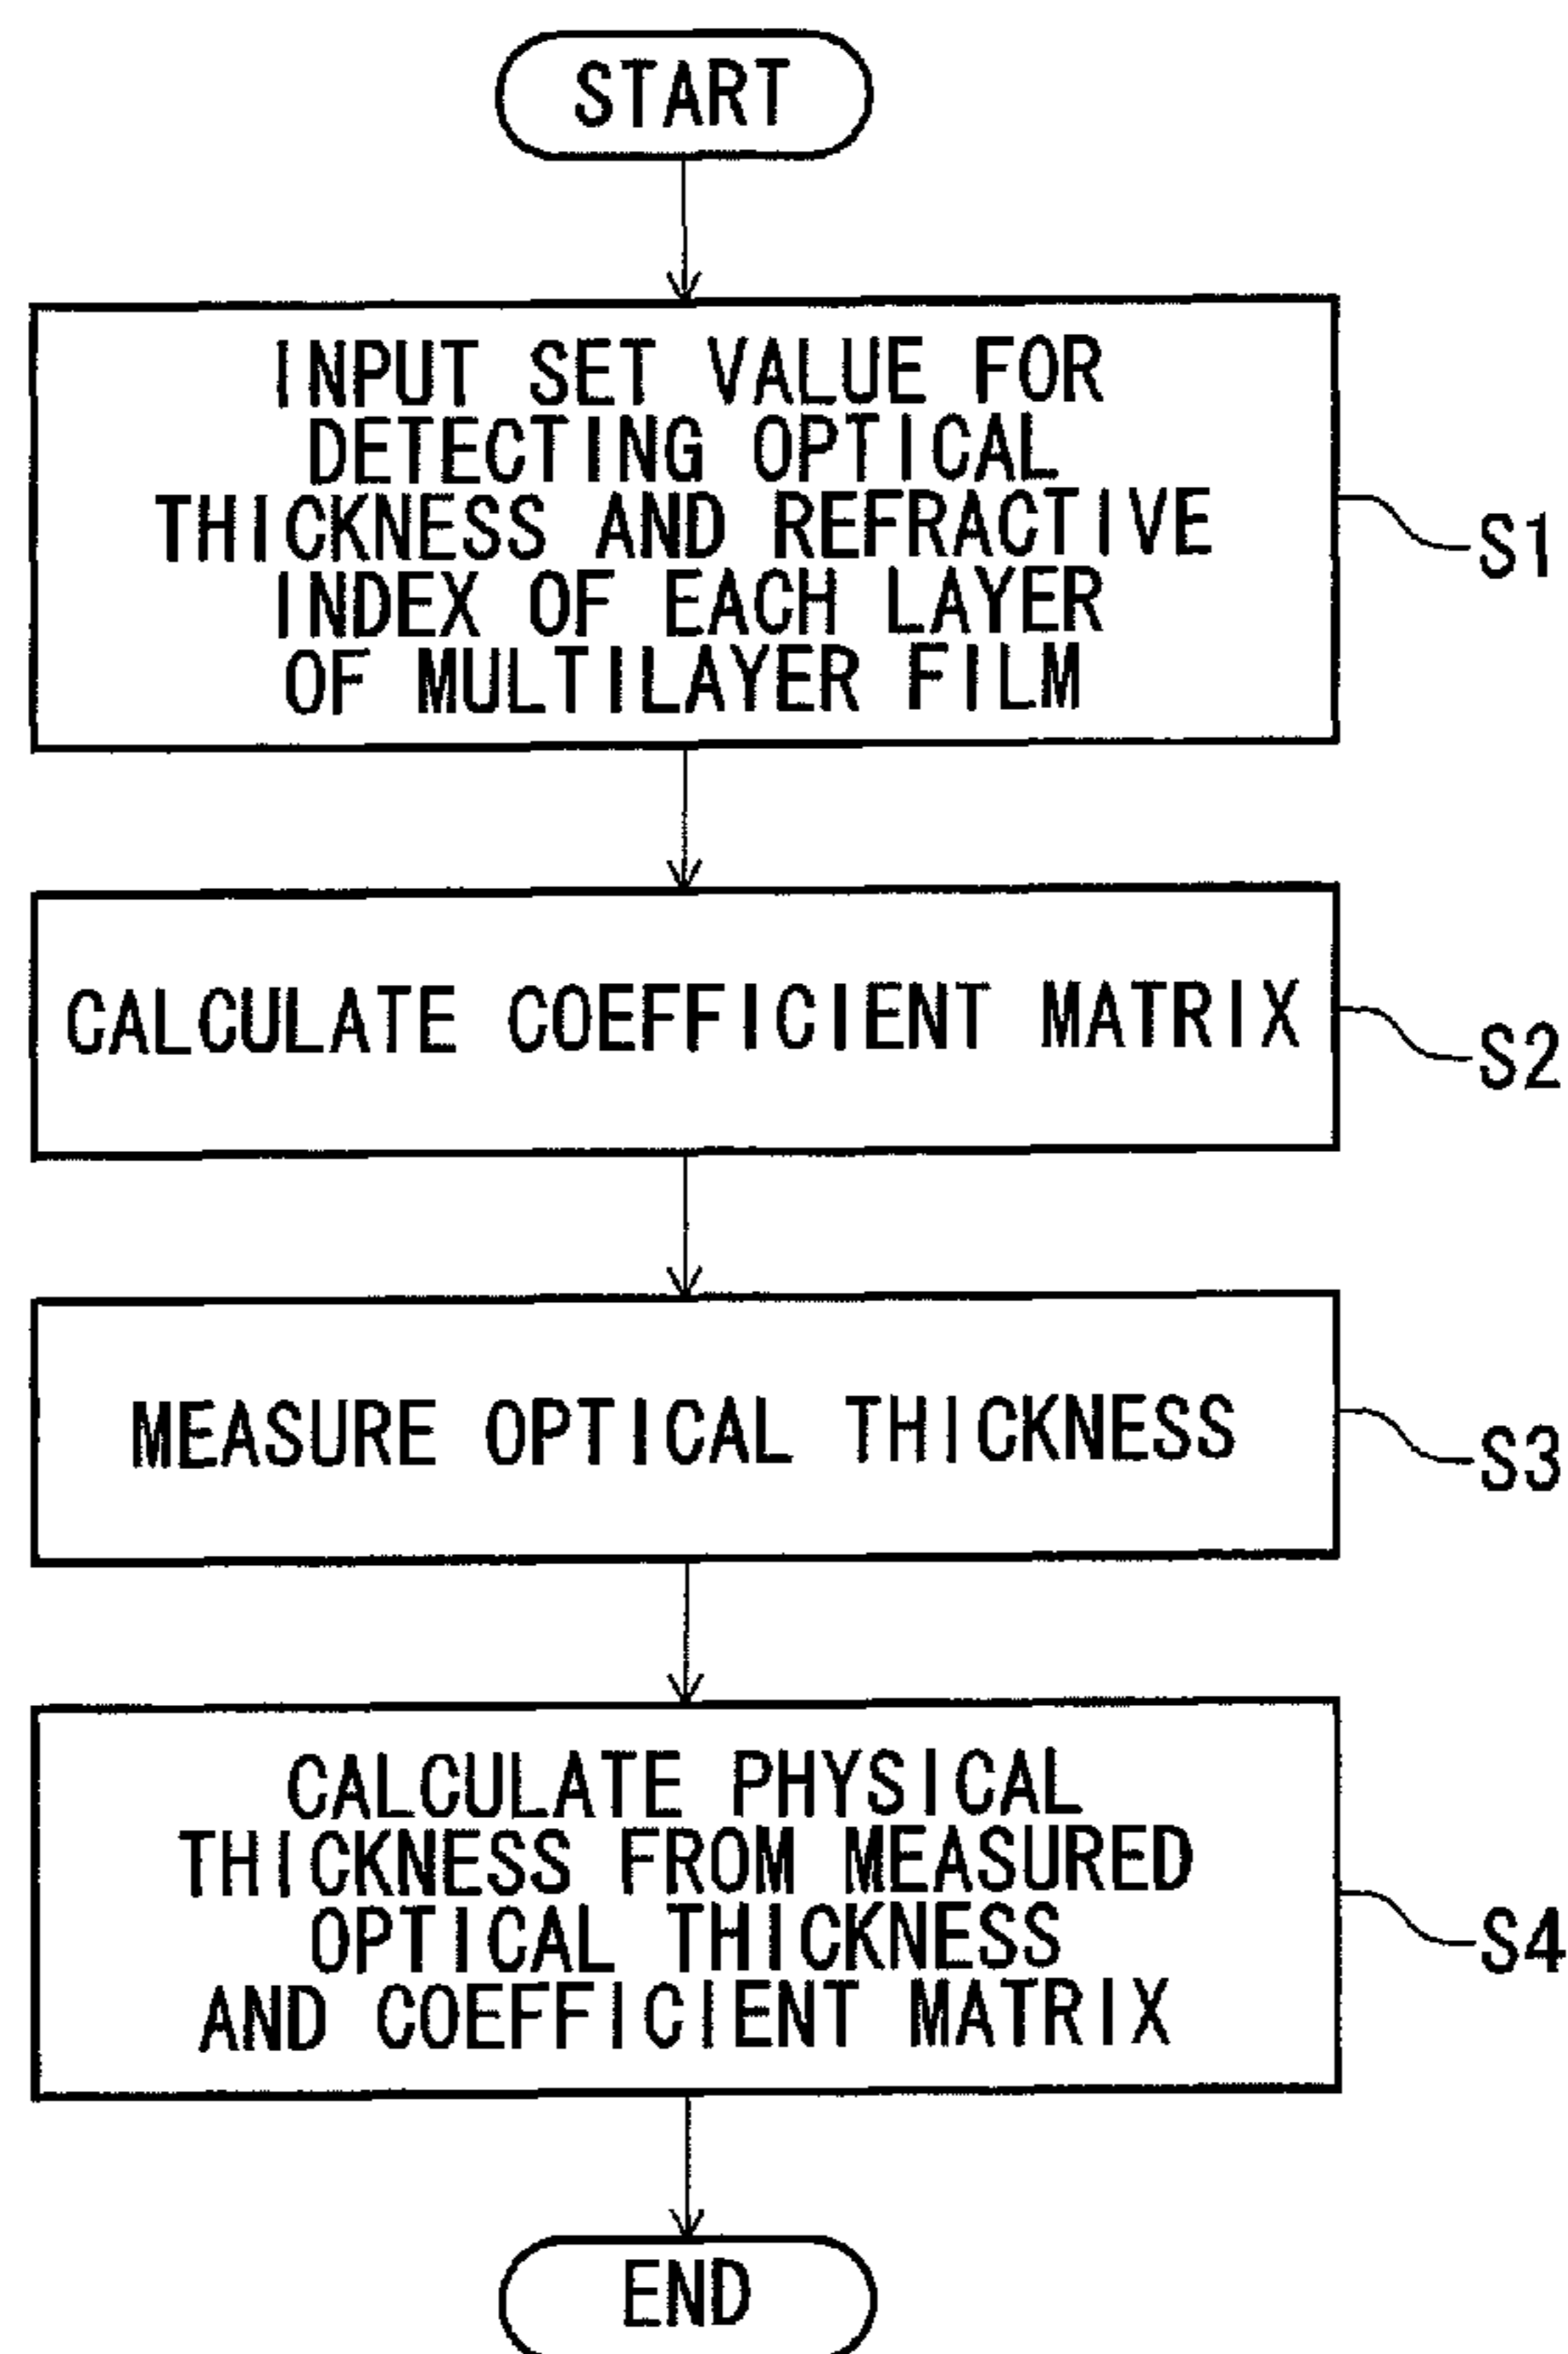 START
INPUT SET VALUE FOR
DETECTING OPTICAL
THICKNESS AND REFRACTIVE
INDEX OF EACH LAYER
OF MULTILAYER FILM
S1
CALCULATE COEFFICIENT MATRIX
S2
MEASURE OPTICAL THICKNESS
S3
CALCULATE PHYSICAL
THICKNESS FROM MEASURED
OPTICAL THICKNESS
AND COEFFICIENT MATRIX
S4
END